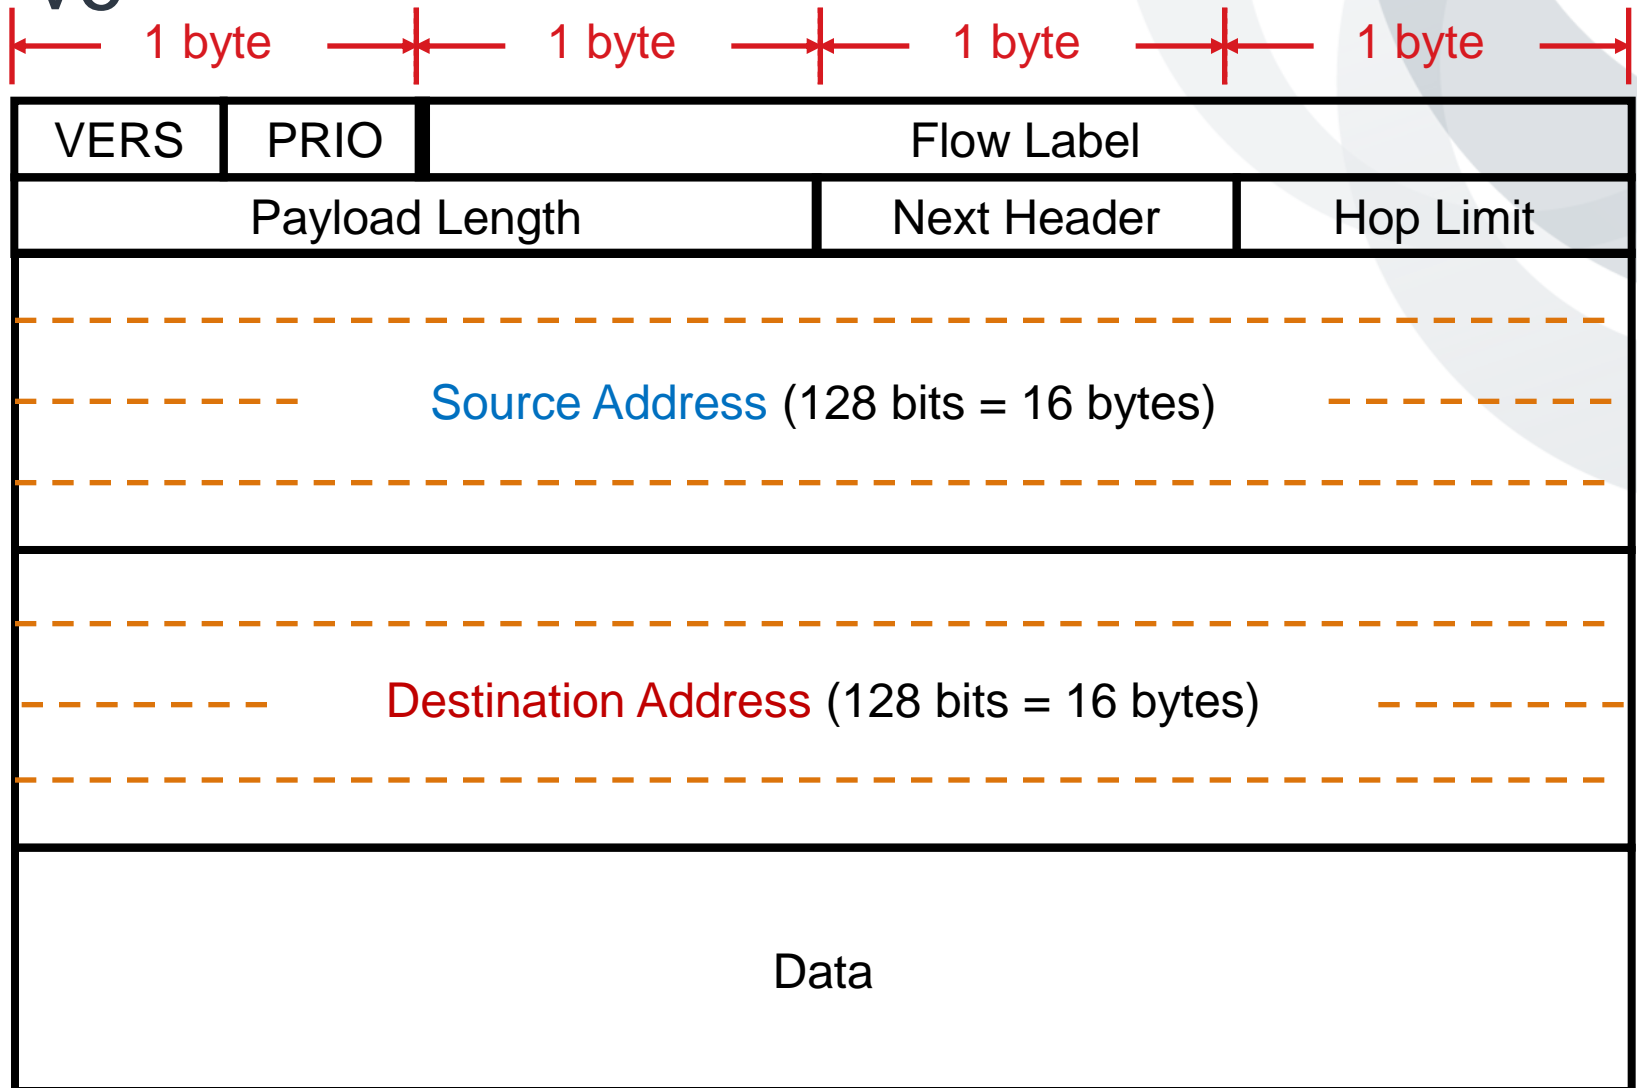 1 byte 1 byte 1 byte 1 byte
VERS PRIO Flow Label
Payload Length Next Header Hop Limit
Source Address (128 bits = 16 bytes)
Destination Address (128 bits = 16 bytes)
Data